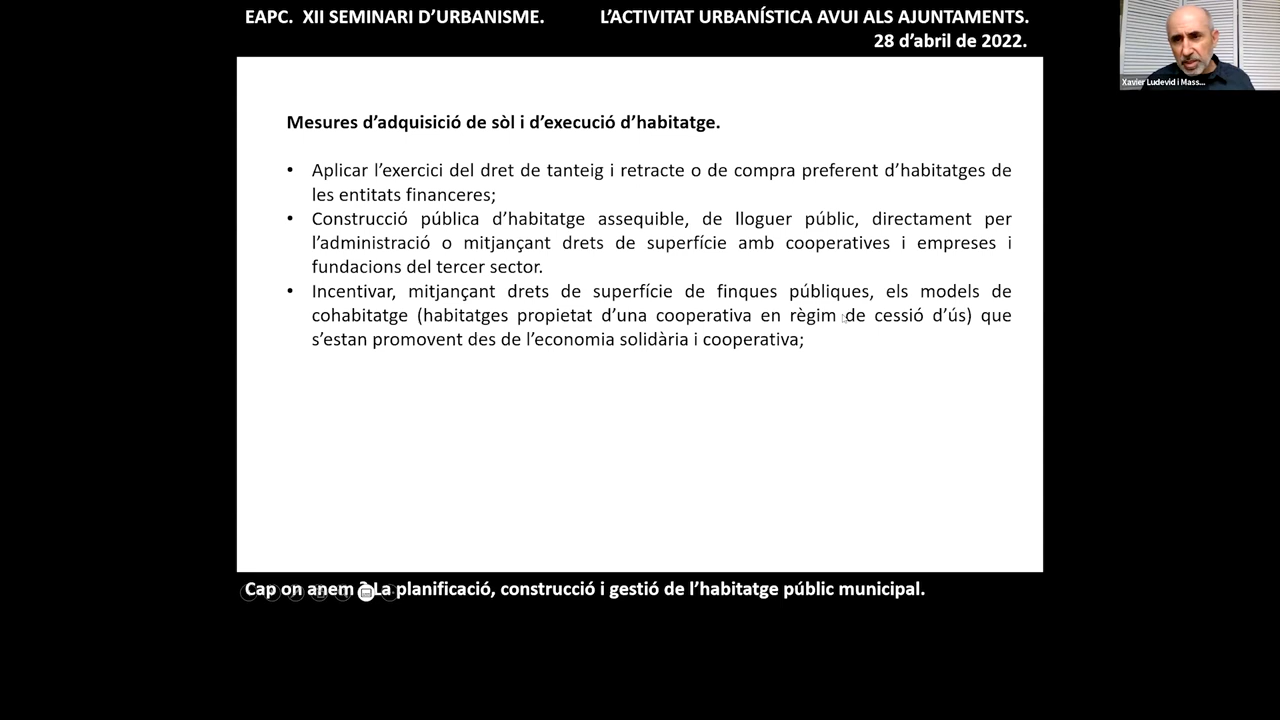 EAPC. XII SEMINARI D’URBANISME. L’ACTIVITAT URBANÍSTICA AVUI ALS AJUNTAMENTS.
28 d’abril de 2022.
Xavier Ludevid i Mass...
Mesures d’adquisició de sòl i d’execució d’habitatge.
• Aplicar l’exercici del dret de tanteig i retracte o de compra preferent d’habitatges de
les entitats financeres;
• Construcció pública d’habitatge assequible, de lloguer públic, directament per
l’administració o mitjançant drets de superfície amb cooperatives i empreses i
fundacions del tercer sector.
• Incentivar, mitjançant drets de superfície de finques públiques, els models de
cohabitatge (habitatges propietat d’una cooperativa en règim de cessió d’ús) que
s’estan promovent des de l’economia solidària i cooperativa;
Cap on anem ? La planificació, construcció i gestió de l’habitatge públic municipal.